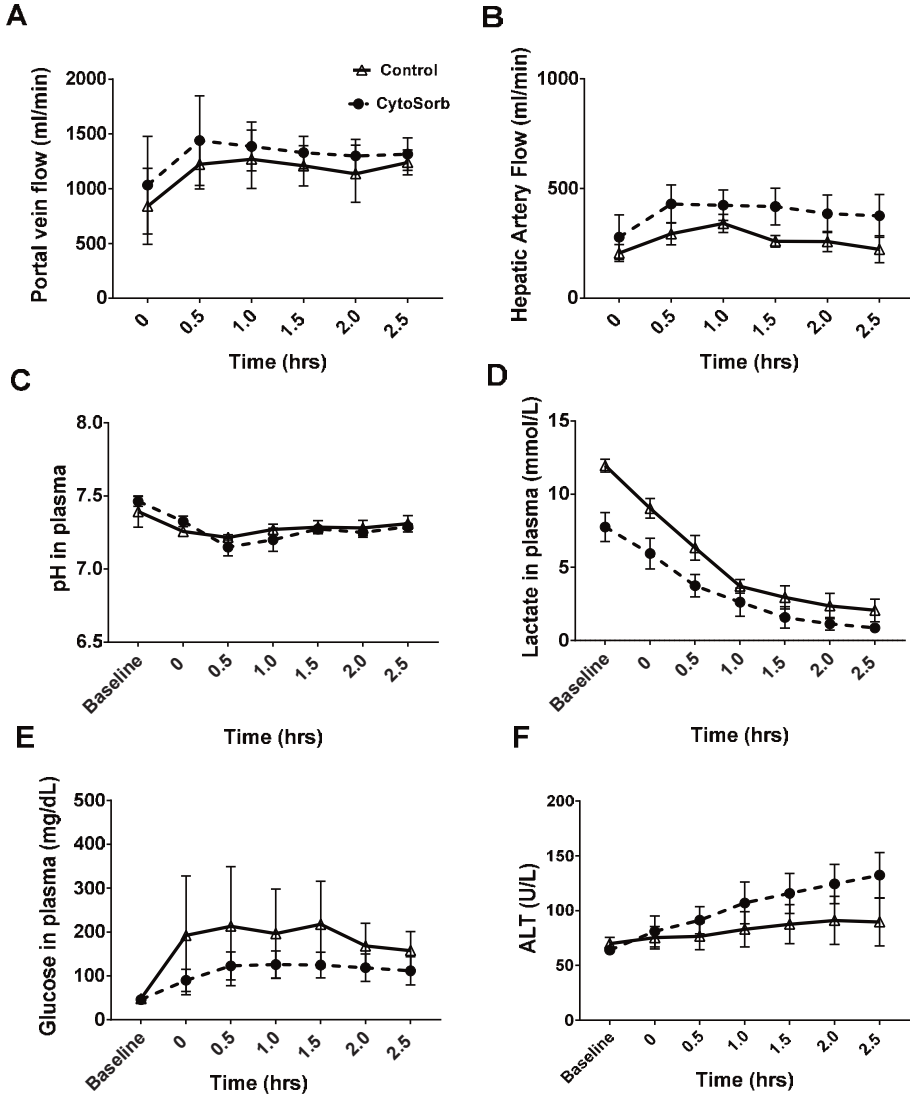 A
Portal vein flow (ml/min)
2000
1500
1000
500
0
Control
CytoSorb
0 0.5 1.0 1.5 2.0 2.5
Time (hrs)
B
Hepatic Artery Flow (ml/min)
1000
500
0
0 0.5 1.0 1.5 2.0 2.5
Time (hrs)
C
pH in plasma
8.0
7.5
7.0
6.5
Baseline 0 0.5 1.0 1.5 2.0 2.5
Time (hrs)
D
Lactate in plasma (mmol/L)
15
10
5
0
Baseline 0 0.5 1.0 1.5 2.0 2.5
Time (hrs)
E
Glucose in plasma (mg/dL)
500
400
300
200
100
0
Baseline 0 0.5 1.0 1.5 2.0 2.5
Time (hrs)
F
ALT (U/L)
200
150
100
50
0
Baseline 0 0.5 1.0 1.5 2.0 2.5
Time (hrs)